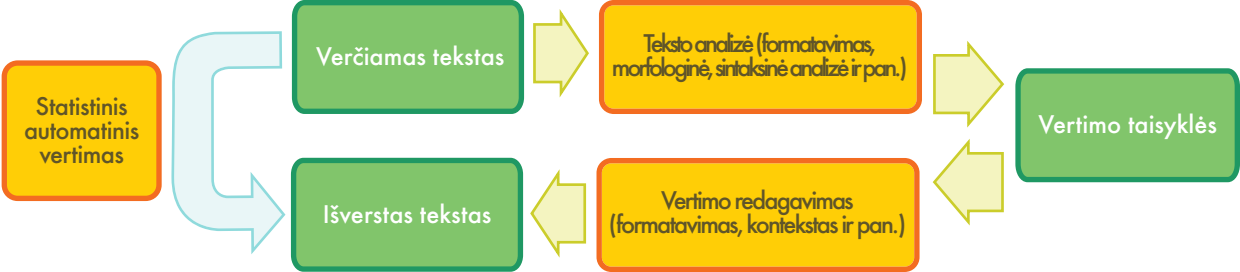 Statistinis
automatinis
vertimas
Verčiamas tekstas
Teksto analizė (formatavimas,
morfologinė, sintaksinė analizė ir pan.)
Vertimo taisyklės
Vertimo redagavimas
(formatavimas, kontekstas ir pan.)
Išverstas tekstas